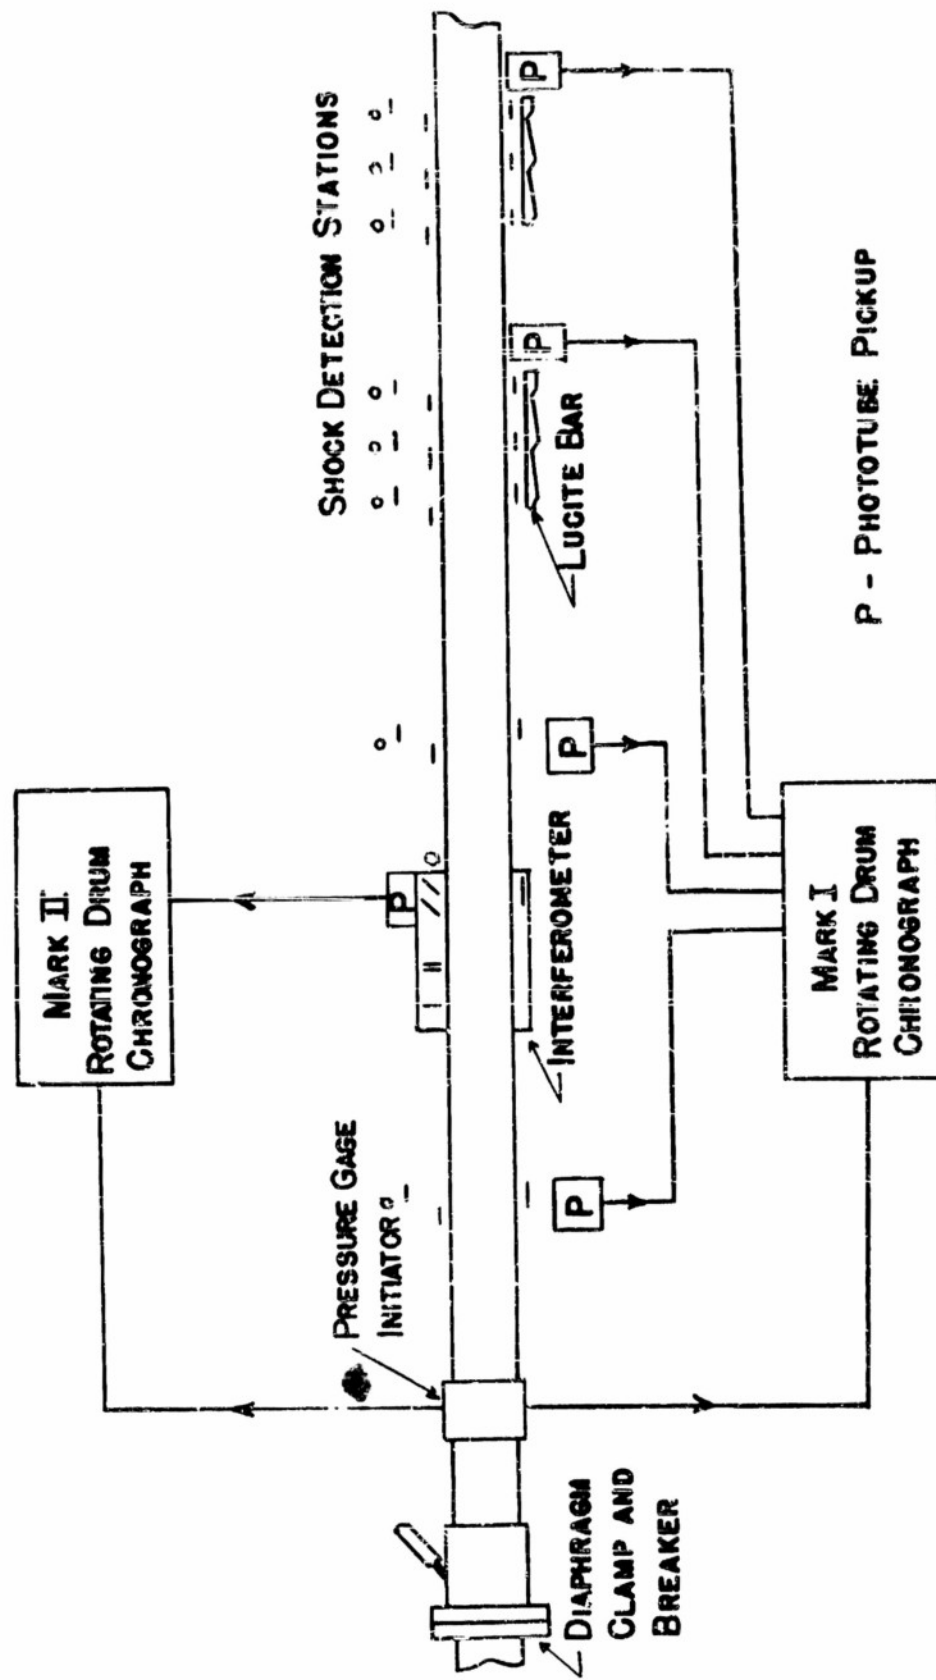 MARK II
ROTATING DRUM
CHRONOGRAPH
SHOCK DETECTION STATIONS
PRESSURE GAGE
INITIATOR
P
P
P
P
P
INTERFEROMETER
LUCITE BAR
DIAPHRAGM
CLAMP AND
BREAKER
MARK I
ROTATING DRUM
CHRONOGRAPH
P - PHOTOTUBE PICKUP